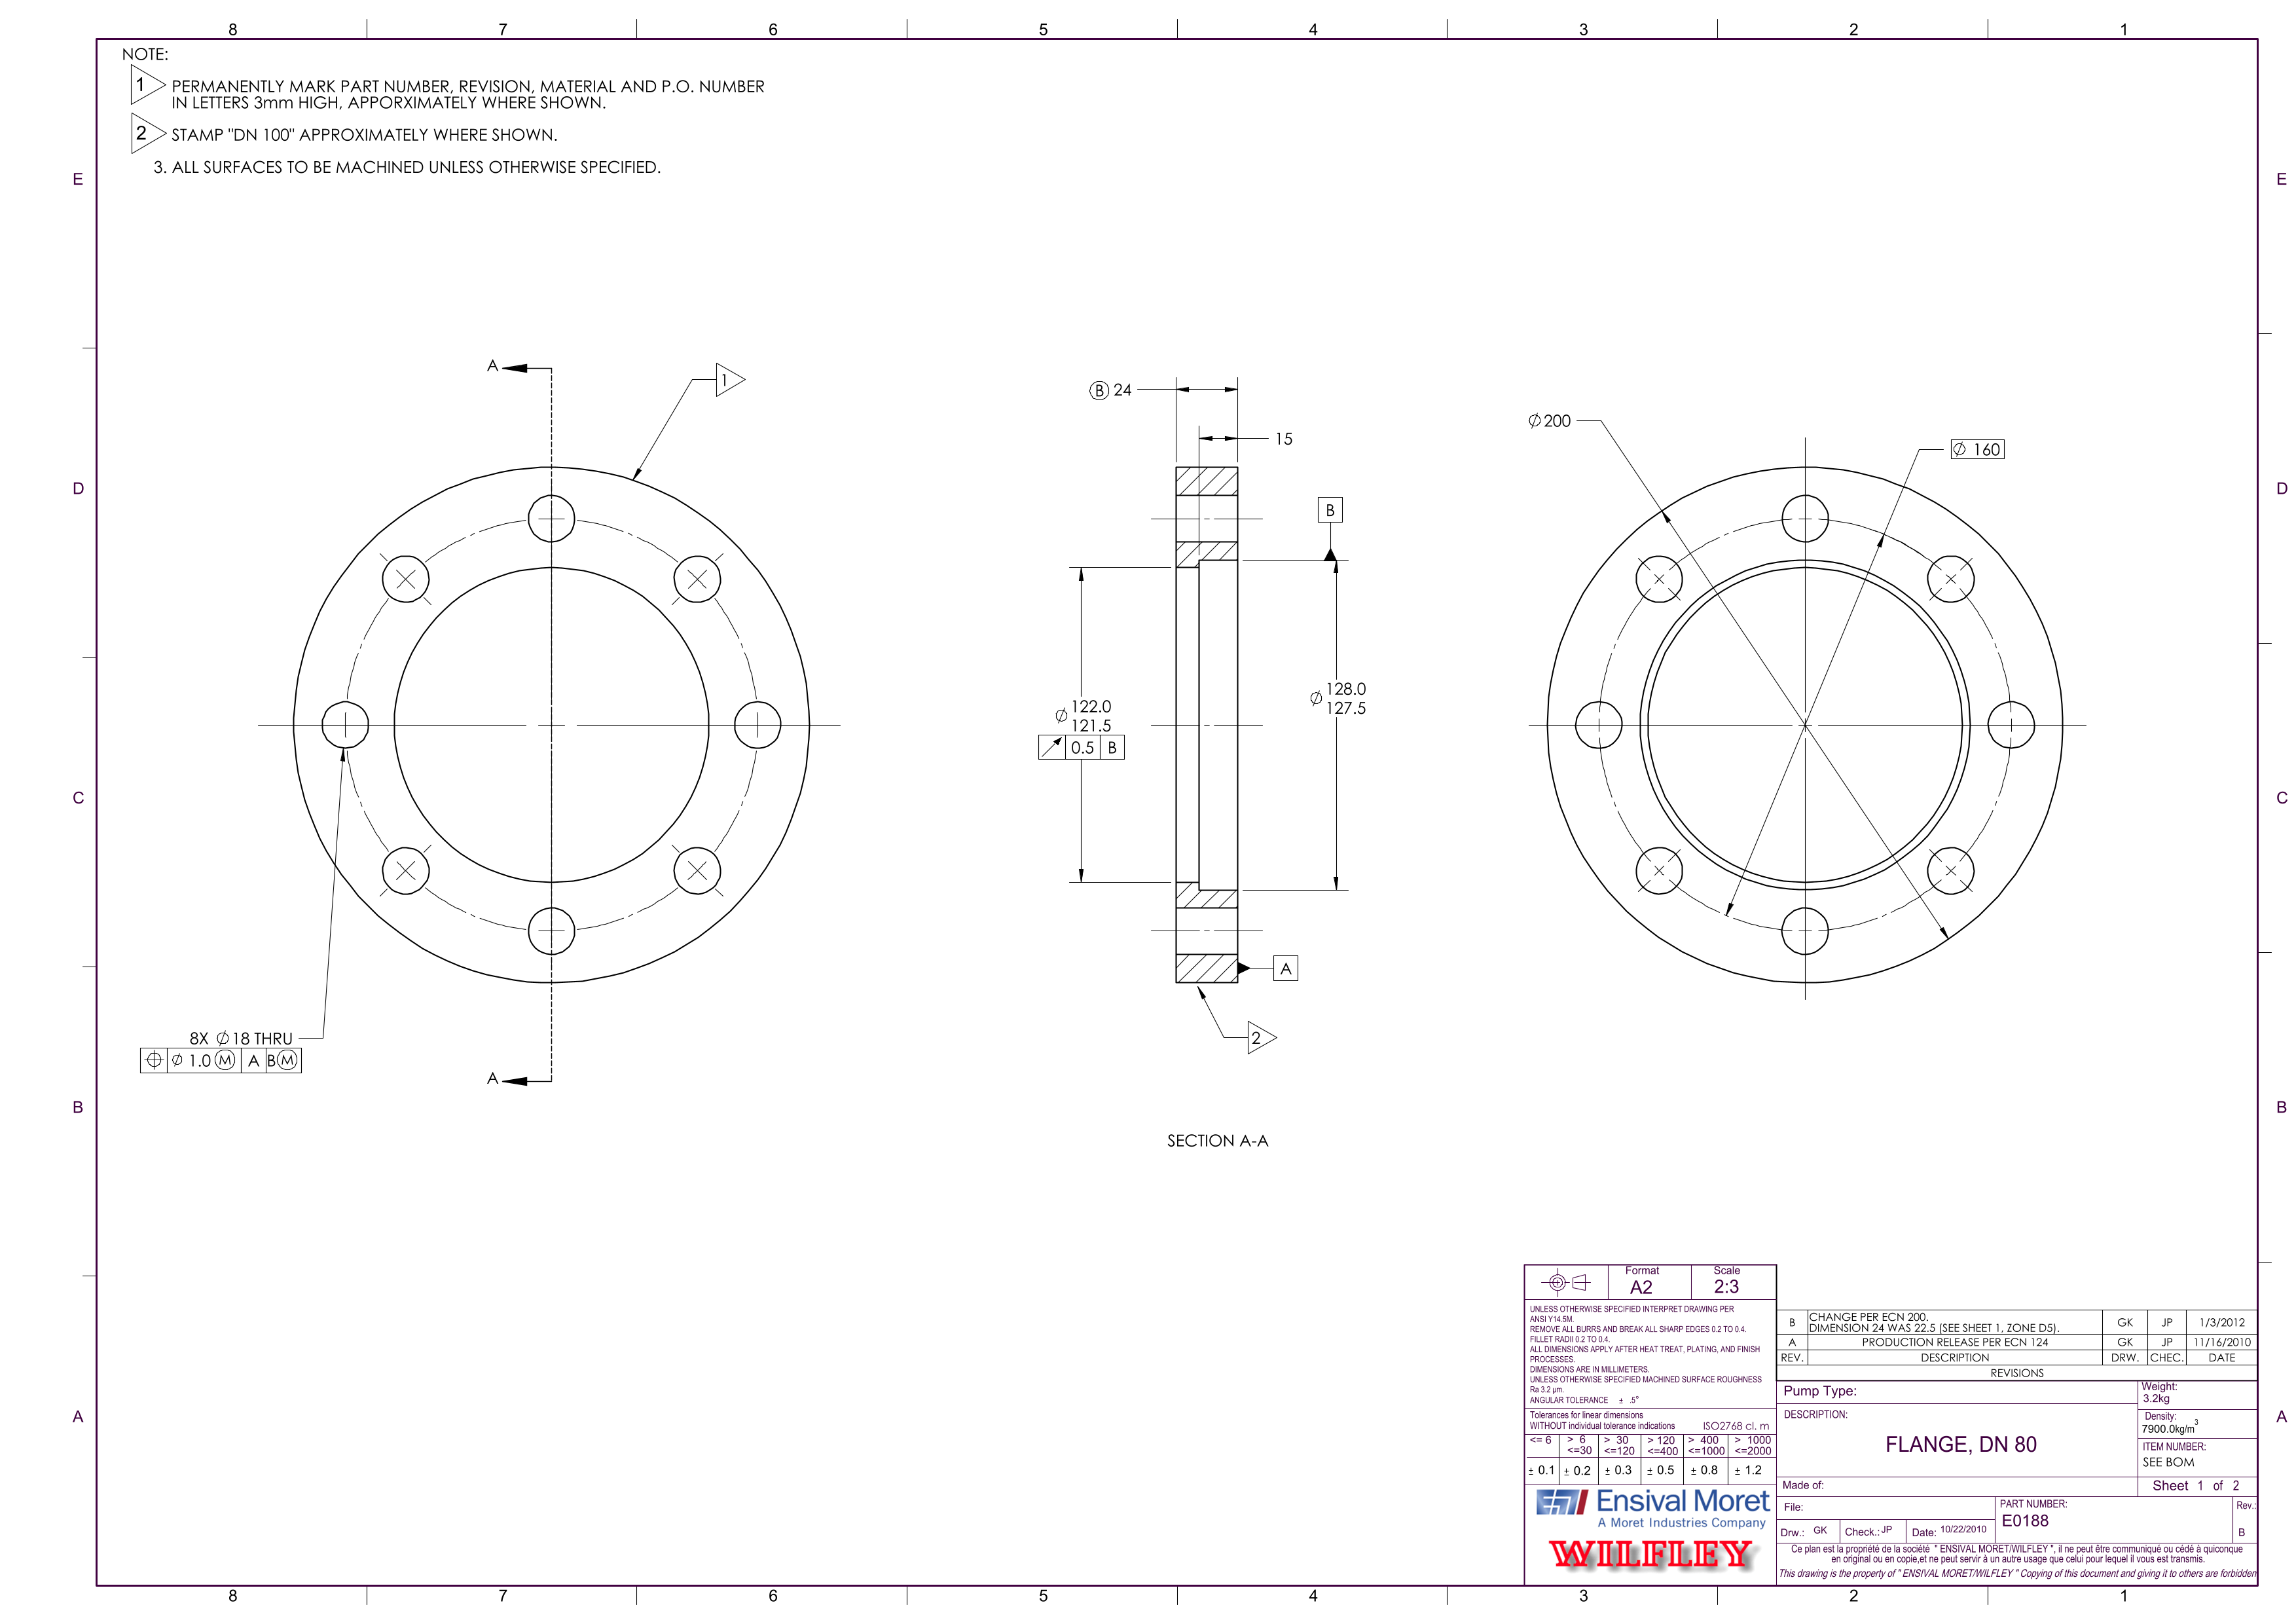 8 7 6 5 4 3 2 1
NOTE:
1 PERMANENTLY MARK PART NUMBER, REVISION, MATERIAL AND P.O. NUMBER
IN LETTERS 3mm HIGH, APPORXIMATELY WHERE SHOWN.
2 STAMP "DN 100" APPROXIMATELY WHERE SHOWN.
3. ALL SURFACES TO BE MACHINED UNLESS OTHERWISE SPECIFIED.
E E
D D
C C
B B
A A
A
1
8X ⌀ 18 THRU
⌀ 1.0 Ⓜ A B Ⓜ
A
Ⓑ 24
15
B
⌀ 122.0
121.5
0.5 B
⌀ 128.0
127.5
A
2
SECTION A-A
⌀ 200
⌀ 160
Format
A2
Scale
2:3
UNLESS OTHERWISE SPECIFIED INTERPRET DRAWING PER
ANSI Y14.5M.
REMOVE ALL BURRS AND BREAK ALL SHARP EDGES 0.2 TO 0.4.
FILLET RADII 0.2 TO 0.4.
ALL DIMENSIONS APPLY AFTER HEAT TREAT, PLATING, AND FINISH
PROCESSES.
DIMENSIONS ARE IN MILLIMETERS.
UNLESS OTHERWISE SPECIFIED MACHINED SURFACE ROUGHNESS
Ra 3.2 µm.
ANGULAR TOLERANCE ± .5°
Tolerances for linear dimensions
WITHOUT individual tolerance indications ISO2768 cl. m
<= 6 > 6 > 30 > 120 > 400 > 1000
<=30 <=120 <=400 <=1000 <=2000
± 0.1 ± 0.2 ± 0.3 ± 0.5 ± 0.8 ± 1.2
Ensival Moret
A Moret Industries Company
WILFLEY
B CHANGE PER ECN 200.
DIMENSION 24 WAS 22.5 (SEE SHEET 1, ZONE D5). GK JP 1/3/2012
A PRODUCTION RELEASE PER ECN 124 GK JP 11/16/2010
REV. DESCRIPTION DRW. CHEC. DATE
REVISIONS
Pump Type:
Weight:
3.2kg
DESCRIPTION:
FLANGE, DN 80
Density:
7900.0kg/m3
ITEM NUMBER:
SEE BOM
Made of:
Sheet 1 of 2
File:
PART NUMBER:
E0188
Rev.:
B
Drw.: GK Check.: JP Date: 10/22/2010
Ce plan est la propriété de la société " ENSIVAL MORET/WILFLEY ", il ne peut être communiqué ou cédé à quiconque
en original ou en copie,et ne peut servir à un autre usage que celui pour lequel il vous est transmis.
This drawing is the property of " ENSIVAL MORET/WILFLEY " Copying of this document and giving it to others are forbidden
8 7 6 5 4 3 2 1